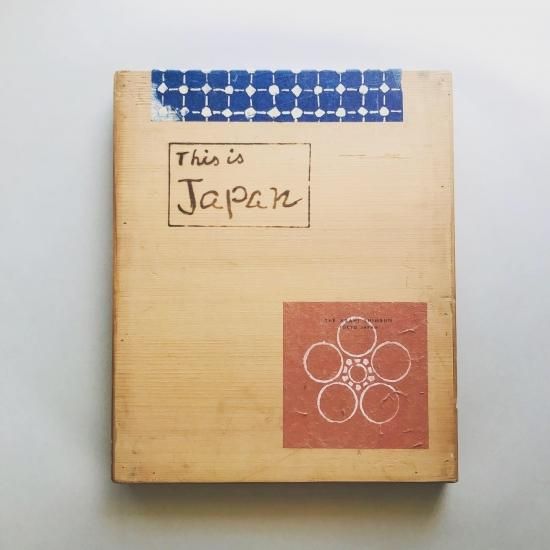 This is
Japan
THE ASAHI SHIMBUN
TOKYO JAPAN